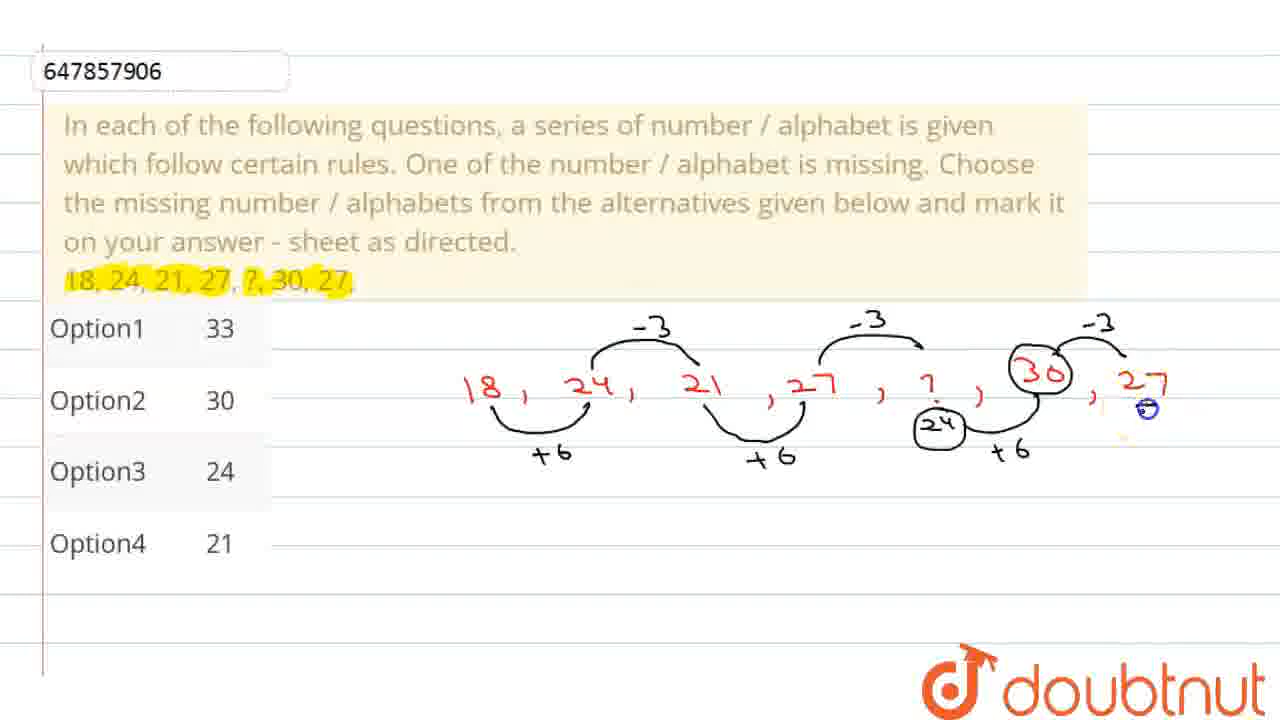 647857906
In each of the following questions, a series of number / alphabet is given
which follow certain rules. One of the number / alphabet is missing. Choose
the missing number / alphabets from the alternatives given below and mark it
on your answer - sheet as directed.
18, 24, 21, 27, ?, 30, 27,
Option1 33
Option2 30
Option3 24
Option4 21
-3 -3 -3
18, 24, 21, 27, ?, 30, 27
24
+6 +6 +6
doubtnut